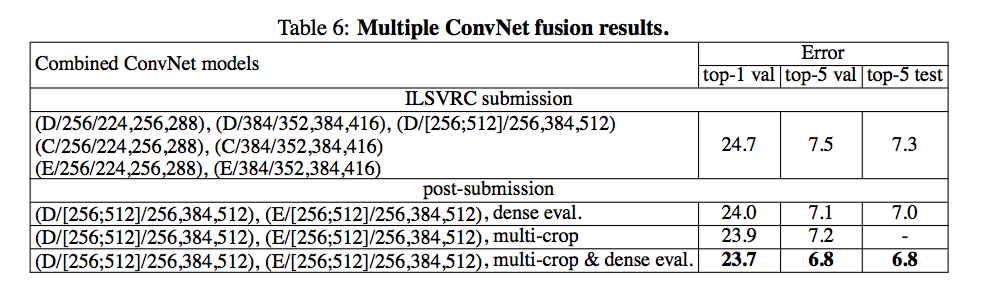 Table 6: Multiple ConvNet fusion results.
Combined ConvNet models
Error
top-1 val top-5 val top-5 test
ILSVRC submission
(D/256/224,256,288), (D/384/352,384,416), (D/[256;512]/256,384,512)
(C/256/224,256,288), (C/384/352,384,416)
(E/256/224,256,288), (E/384/352,384,416)
24.7 7.5 7.3
post-submission
(D/[256;512]/256,384,512), (E/[256;512]/256,384,512), dense eval. 24.0 7.1 7.0
(D/[256;512]/256,384,512), (E/[256;512]/256,384,512), multi-crop 23.9 7.2 -
(D/[256;512]/256,384,512), (E/[256;512]/256,384,512), multi-crop & dense eval. 23.7 6.8 6.8